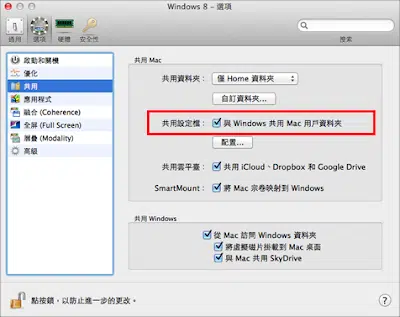 Windows 8 – 選項
通用 選項 硬體 安全性 搜索
啟動和關機
優化
共用
應用程式
融合 (Coherence)
全屏 (Full Screen)
層疊 (Modality)
高級
共用 Mac
共用資料夾： 僅 Home 資料夾
自訂資料夾...
共用設定檔： 與 Windows 共用 Mac 用戶資料夾
配置...
共用雲平臺： 共用 iCloud、Dropbox 和 Google Drive
SmartMount： 將 Mac 宗卷映射到 Windows
共用 Windows
從 Mac 訪問 Windows 資料夾
將虛擬磁片掛載到 Mac 桌面
與 Mac 共用 SkyDrive
點按鎖，以防止進一步的更改。
?